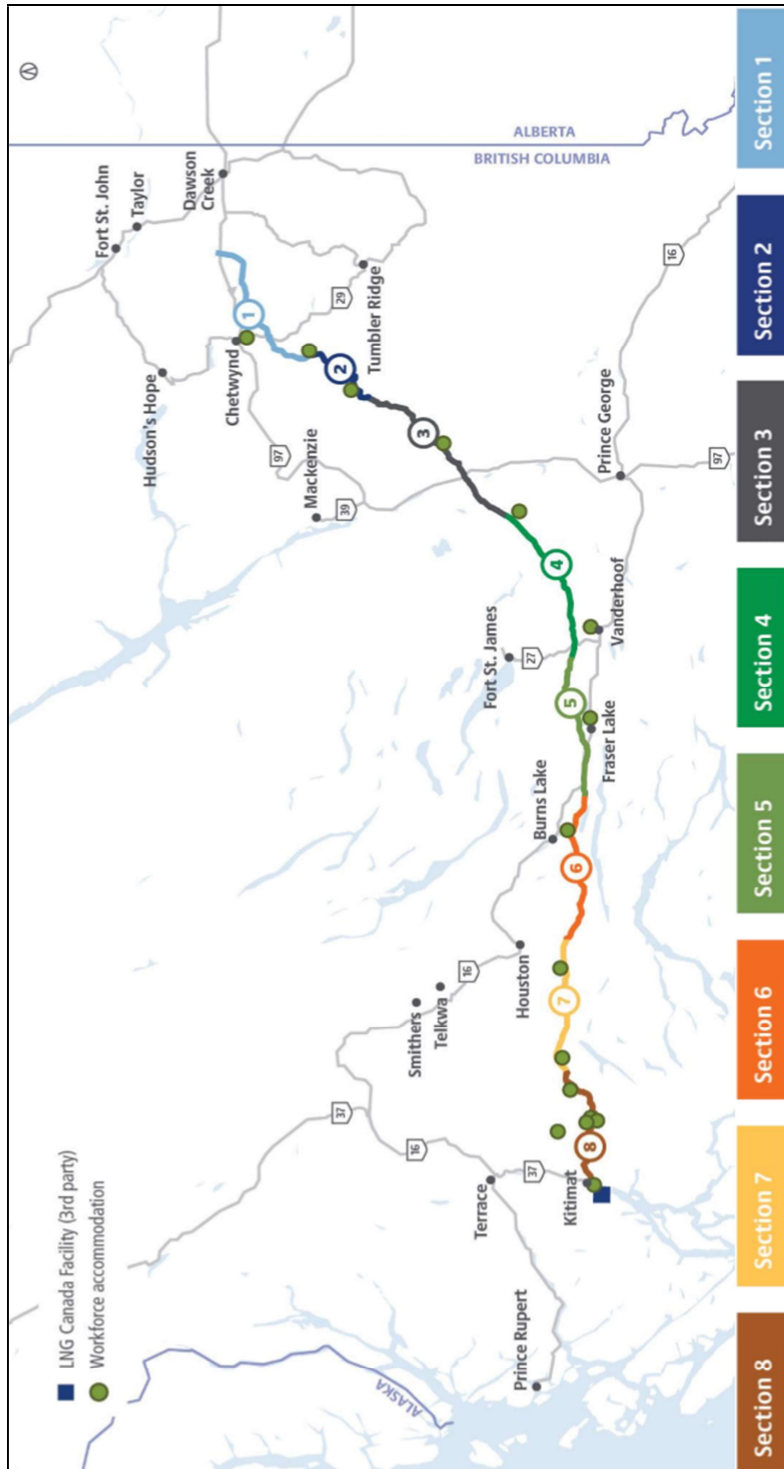 LNG Canada Facility (3rd party)
Workforce accommodation
ALASKA
Prince Rupert
Terrace
Kitimat
37
16
37
Smithers
Telkwa
16
Houston
Burns Lake
Fraser Lake
Fort St. James
27
Vanderhoof
Mackenzie
39
97
Prince George
97
16
Hudson's Hope
Chetwynd
Fort St. John
Taylor
Dawson
Creek
29
Tumbler Ridge
ALBERTA
BRITISH COLUMBIA
8
7
6
5
4
3
2
1
Section 8
Section 7
Section 6
Section 5
Section 4
Section 3
Section 2
Section 1